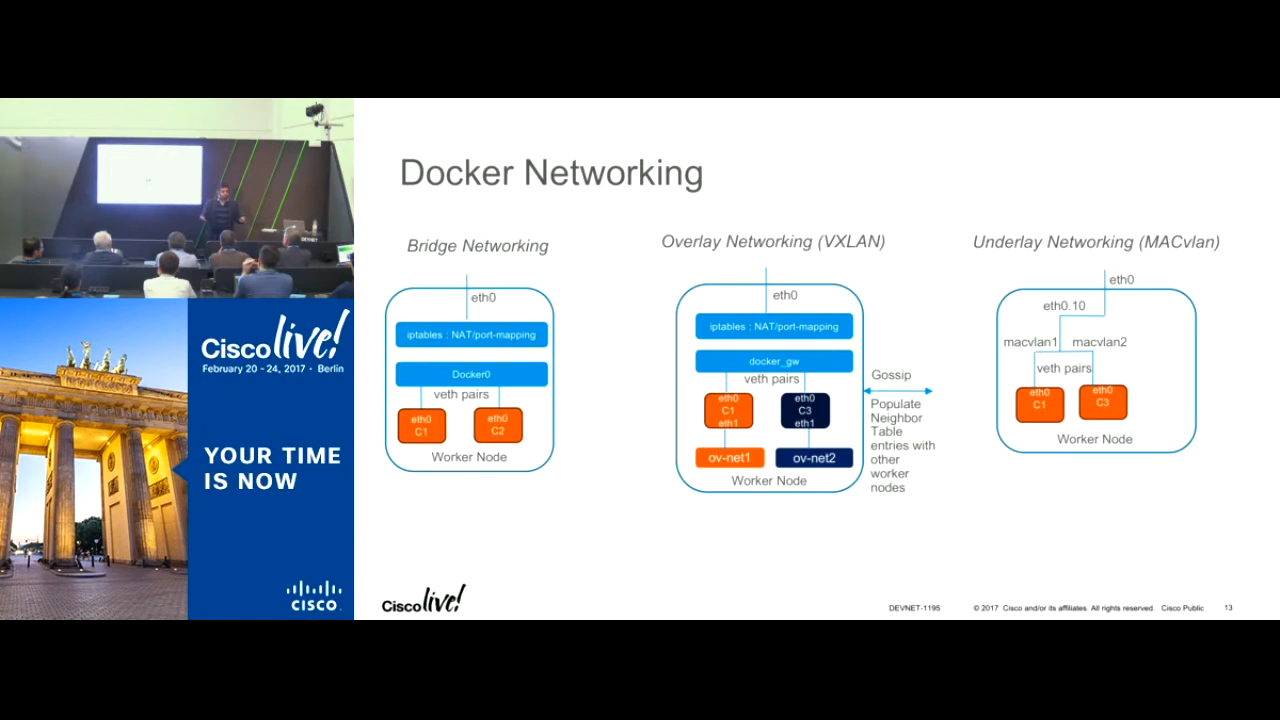 Docker Networking
Bridge Networking
eth0
iptables : NAT/port-mapping
Docker0
veth pairs
eth0
C1
eth0
C2
Worker Node
Overlay Networking (VXLAN)
eth0
iptables : NAT/port-mapping
docker_gw
veth pairs
eth0
C1
eth1
eth0
C3
eth1
ov-net1
ov-net2
Worker Node
Gossip
Populate
Neighbor
Table
entries with
other
worker
nodes
Underlay Networking (MACvlan)
eth0
eth0.10
macvlan1
macvlan2
veth pairs
eth0
C1
eth0
C3
Worker Node
Cisco live!
February 20 - 24, 2017 • Berlin
YOUR TIME
IS NOW
CISCO
Cisco live!
DEVNET-1195
© 2017 Cisco and/or its affiliates. All rights reserved. Cisco Public
13
DEVNET